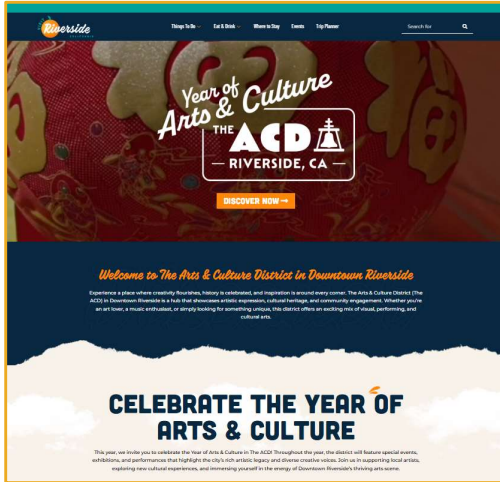 Riverside
CALIFORNIA
Things To Do
Eat & Drink
Where to Stay
Events
Trip Planner
Search for
Year of
Arts & Culture
THE ACD
RIVERSIDE, CA
DISCOVER NOW →
Welcome to The Arts & Culture District in Downtown Riverside
Experience a place where creativity flourishes, history is celebrated, and inspiration is around every corner. The Arts & Culture District (The
ACD) in Downtown Riverside is a hub that showcases artistic expression, cultural heritage, and community engagement. Whether you're
an art lover, a music enthusiast, or simply looking for something unique, this district offers an exciting mix of visual, performing, and
cultural arts.
CELEBRATE THE YEAR OF
ARTS & CULTURE
This year, we invite you to celebrate the Year of Arts & Culture in The ACD! Throughout the year, the district will feature special events,
exhibitions, and performances that highlight the city's rich artistic legacy and diverse creative voices. Join us in supporting local artists,
exploring new cultural experiences, and immersing yourself in the energy of Downtown Riverside's thriving arts scene.